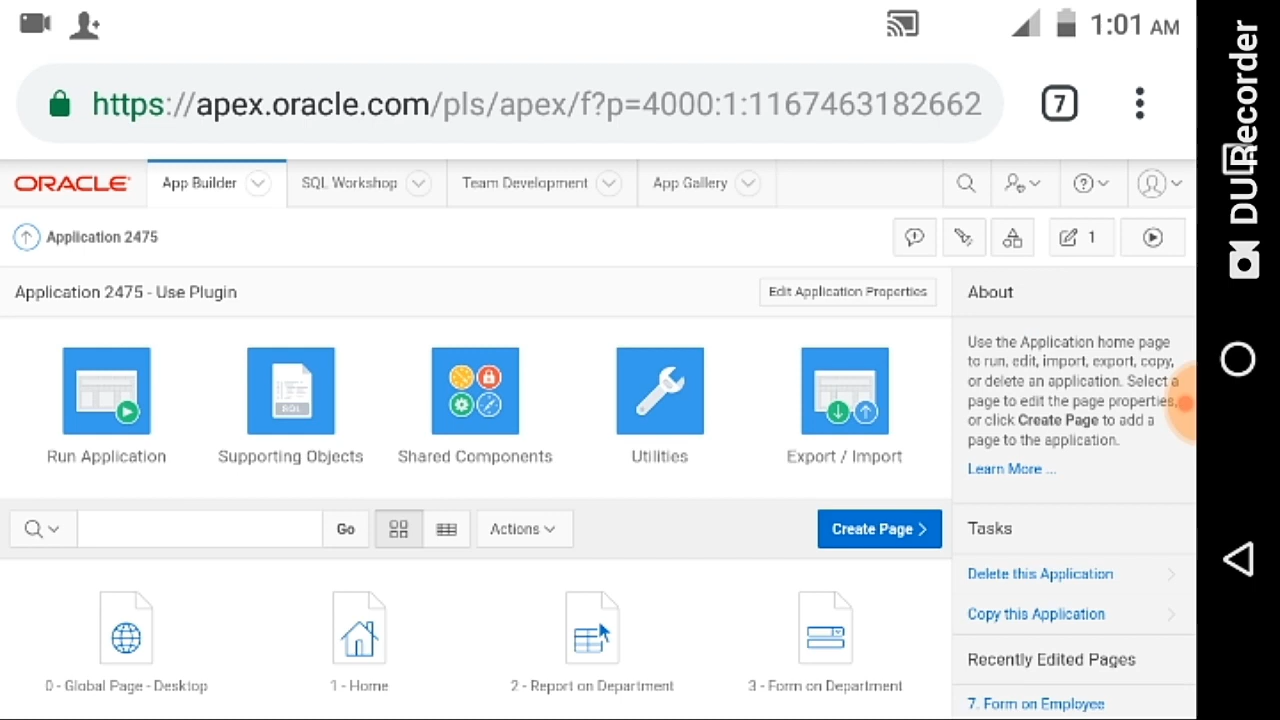 1:01 AM
https://apex.oracle.com/pls/apex/f?p=4000:1:1167463182662
7
ORACLE
App Builder
SQL Workshop
Team Development
App Gallery
Application 2475
1
Application 2475 - Use Plugin
Edit Application Properties
About
Use the Application home page
to run, edit, import, export, copy,
or delete an application. Select a
page to edit the page properties,
or click Create Page to add a
page to the application.
Learn More ...
Run Application
SQL
Supporting Objects
Shared Components
Utilities
Export / Import
Go
Actions
Create Page
Tasks
Delete this Application
Copy this Application
Recently Edited Pages
7. Form on Employee
0 - Global Page - Desktop
1 - Home
2 - Report on Department
3 - Form on Department
DU Recorder